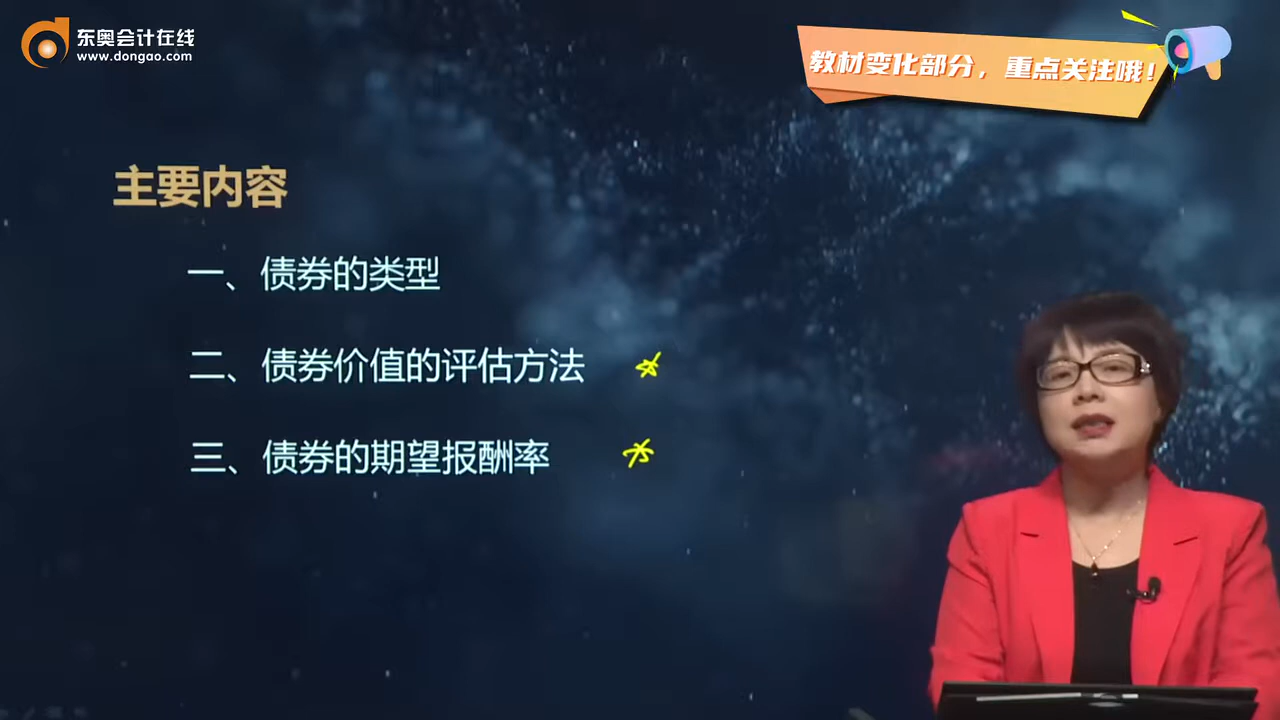 东奥会计在线
www.dongao.com
教材变化部分，重点关注哦！
主要内容
一、债券的类型
二、债券价值的评估方法
三、债券的期望报酬率